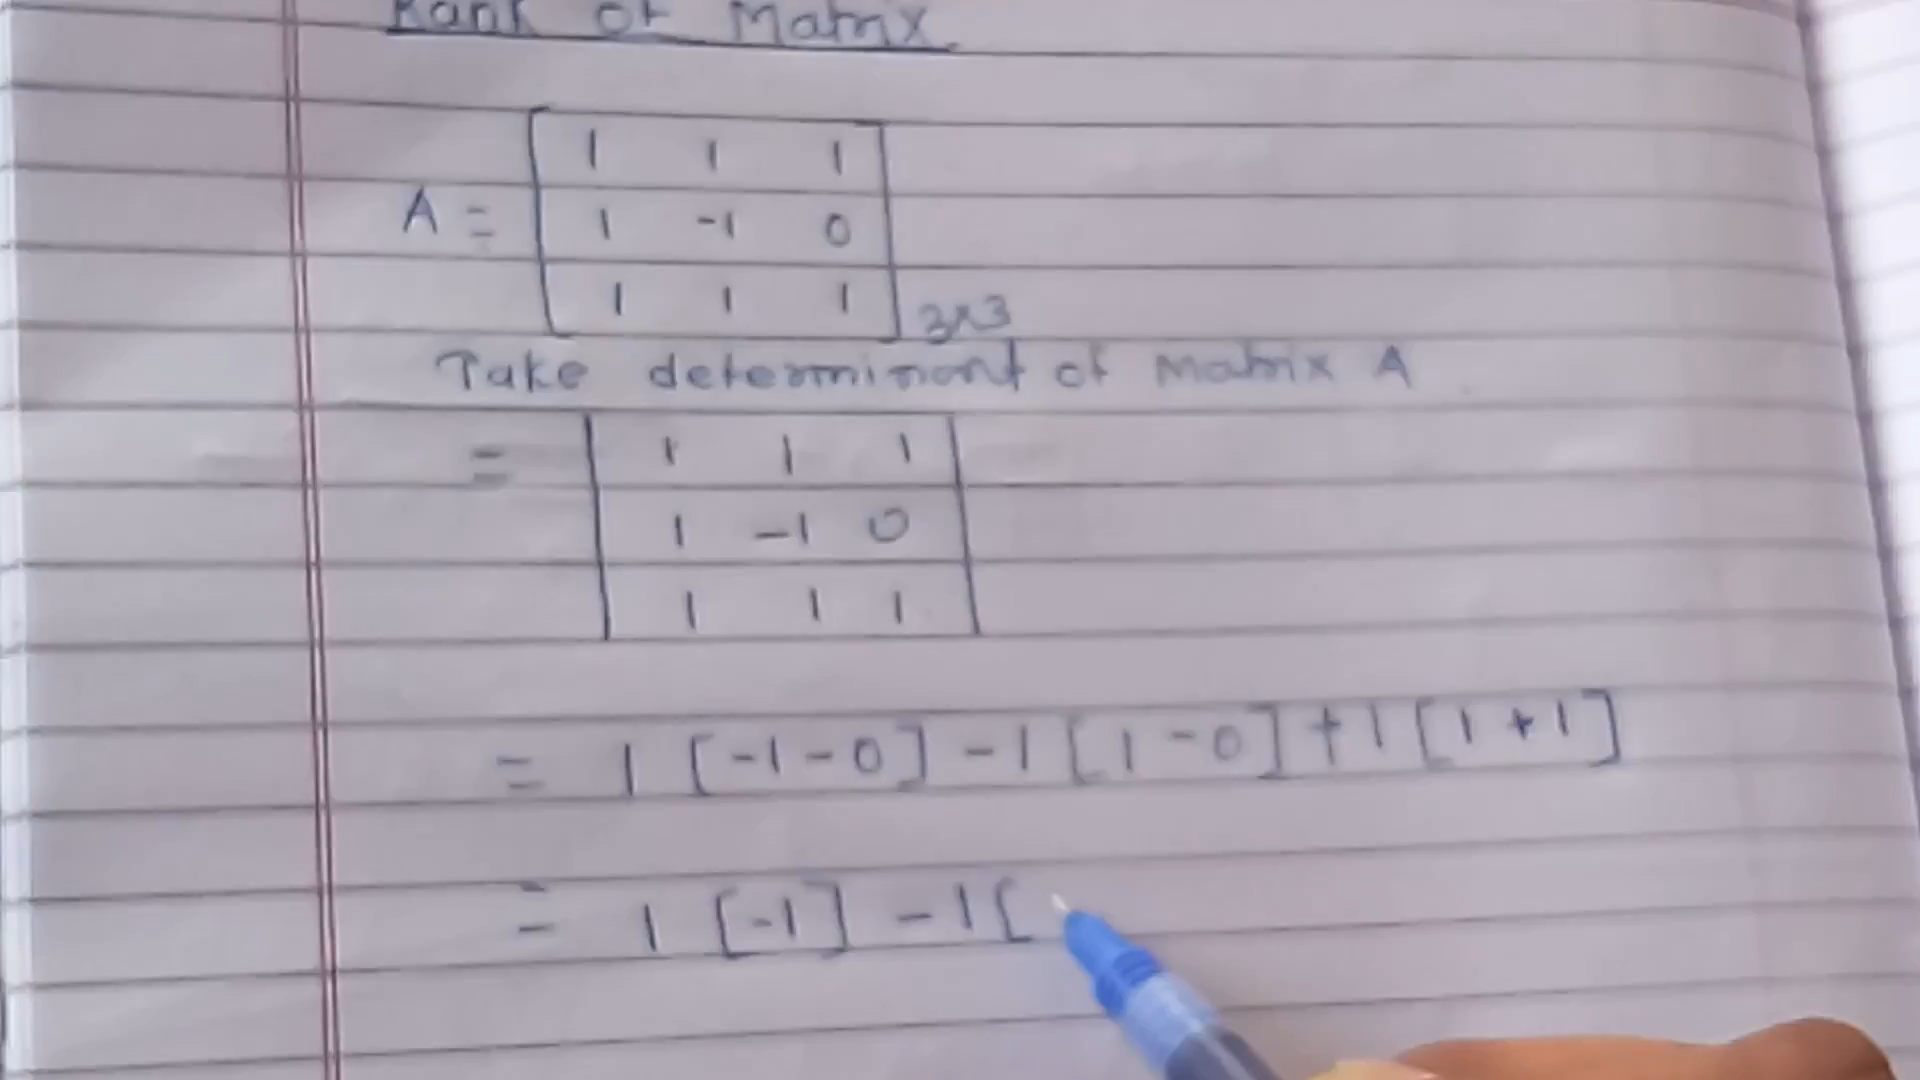 Rank of Matrix
A = [ 1 1 1
1 -1 0
1 1 1 ] 3x3
Take determinant of Matrix A
= | 1 1 1 |
| 1 -1 0 |
| 1 1 1 |
= 1 [-1-0] -1 [1-0] +1 [1+1]
= 1 [-1] -1 [